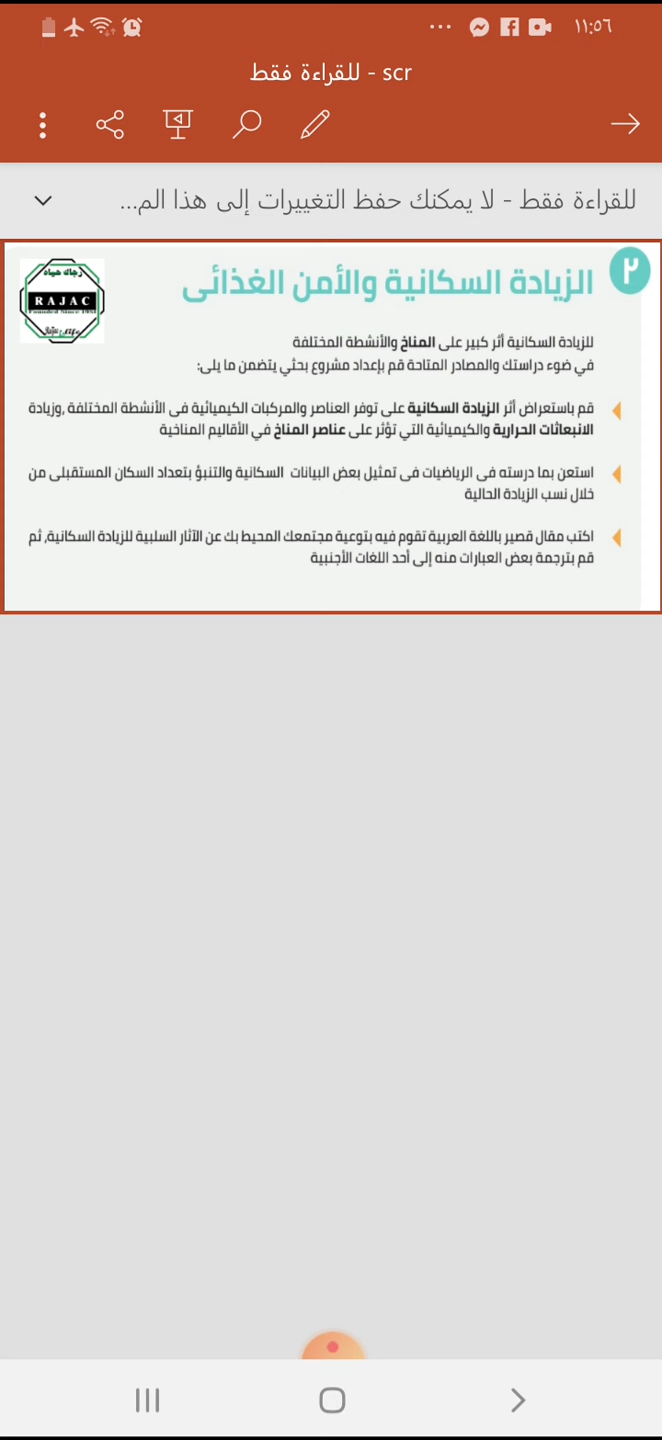 ١١:٥٦
scr - للقراءة فقط
للقراءة فقط - لا يمكنك حفظ التغييرات إلى هذا الم...
٢
الزيادة السكانية والأمن الغذائى
رجاك حياه
RAJAC
Founded Since 1983
للزيادة السكانية أثر كبير على المناخ والأنشطة المختلفة
في ضوء دراستك والمصادر المتاحة قم بإعداد مشروع بحثي يتضمن ما يلى:
قم باستعراض أثر الزيادة السكانية على توفر العناصر والمركبات الكيميائية فى الأنشطة المختلفة ,وزيادة
الانبعاثات الحرارية والكيميائية التي تؤثر على عناصر المناخ في الأقاليم المناخية
استعن بما درسته فى الرياضيات فى تمثيل بعض البيانات السكانية والتنبؤ بتعداد السكان المستقبلى من
خلال نسب الزيادة الحالية
اكتب مقال قصير باللغة العربية تقوم فيه بتوعية مجتمعك المحيط بك عن الآثار السلبية للزيادة السكانية, ثم
قم بترجمة بعض العبارات منه إلى أحد اللغات الأجنبية